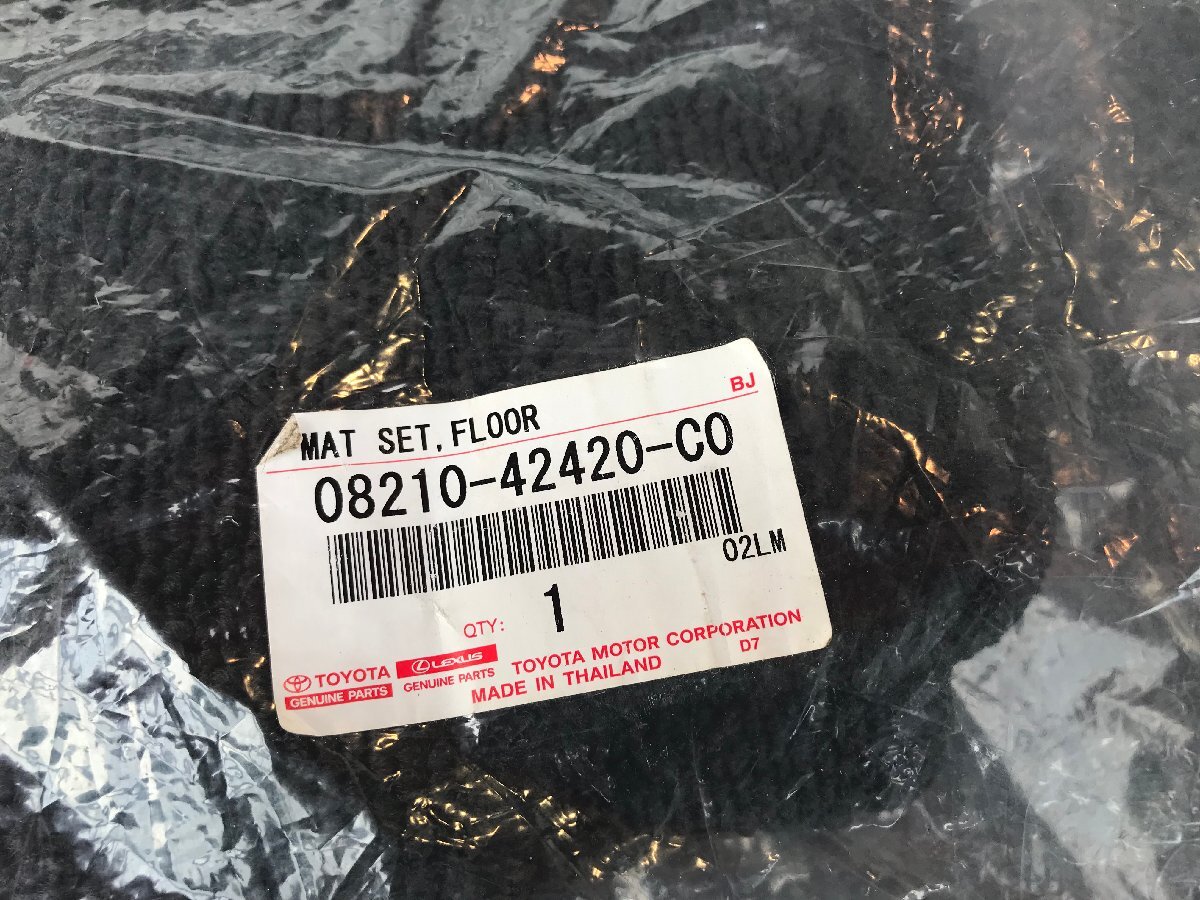 BJ
MAT SET, FLOOR
08210-42420-C0
02LM
QTY: 1
TOYOTA
GENUINE PARTS
LEXUS
GENUINE PARTS
TOYOTA MOTOR CORPORATION
MADE IN THAILAND
D7